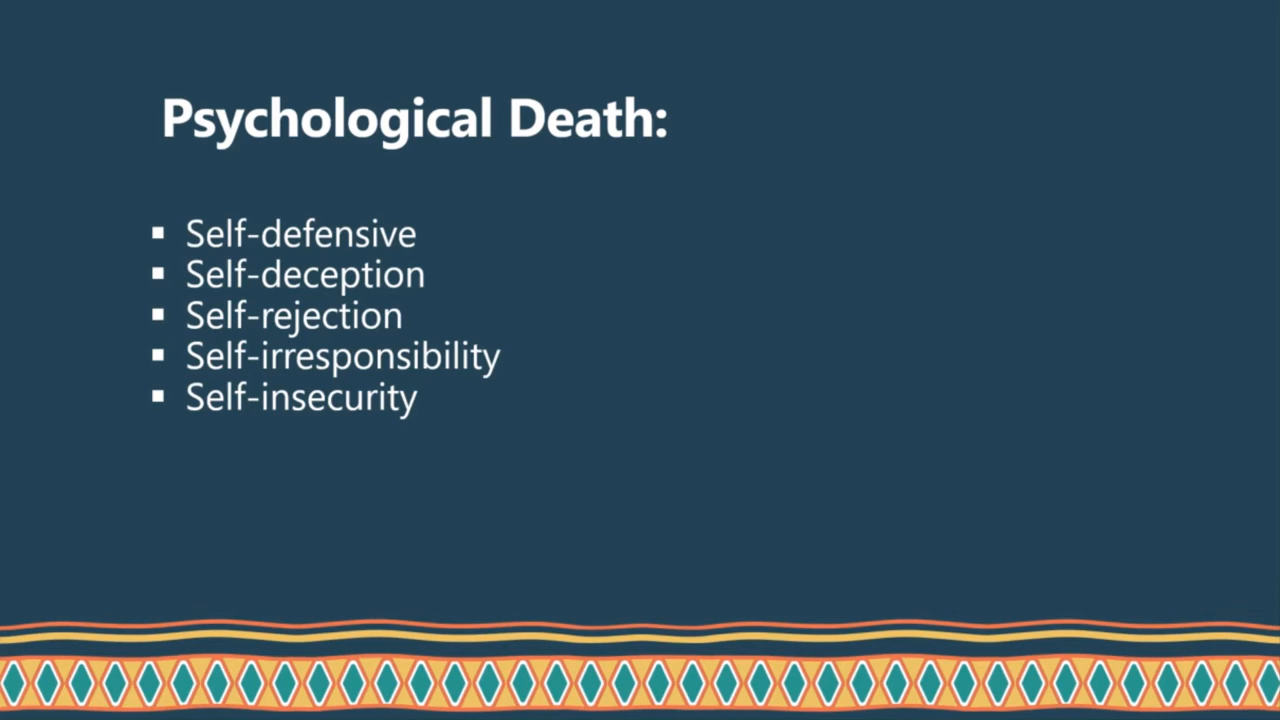 Psychological Death:
▪ Self-defensive
▪ Self-deception
▪ Self-rejection
▪ Self-irresponsibility
▪ Self-insecurity